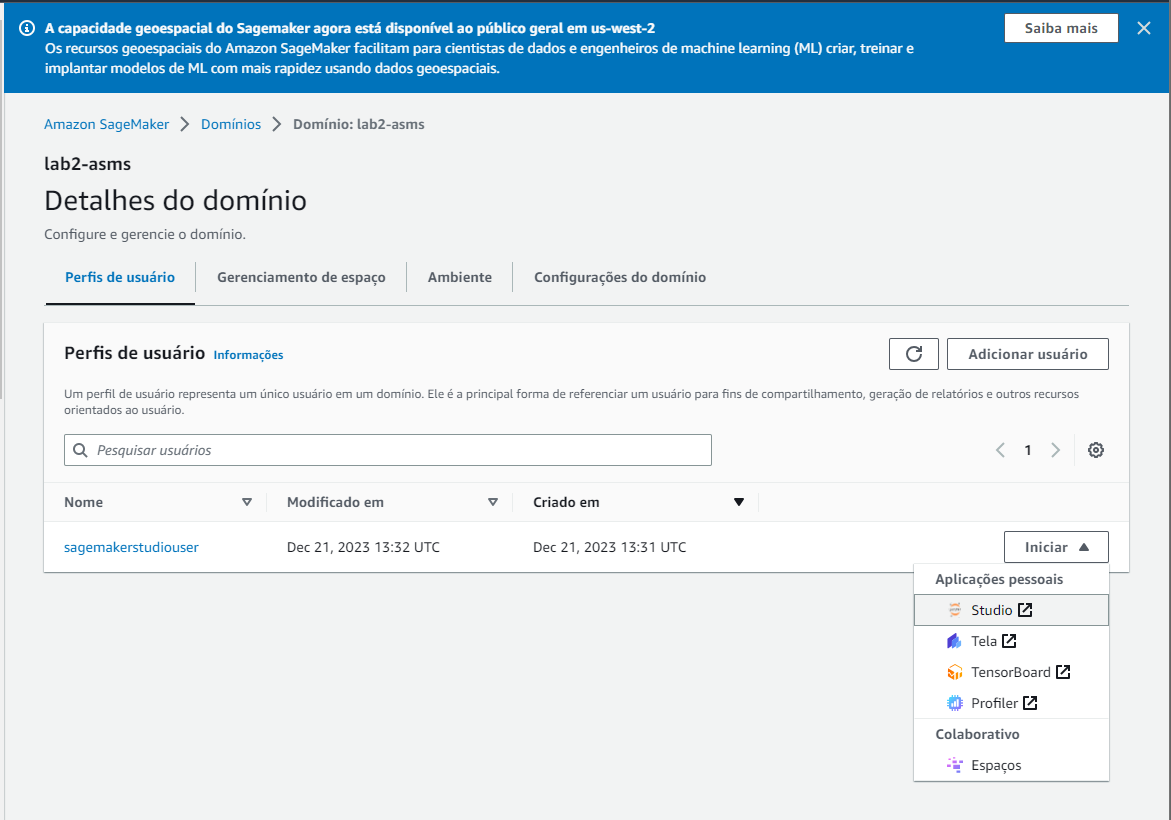 A capacidade geoespacial do Sagemaker agora está disponível ao público geral em us-west-2
Os recursos geoespaciais do Amazon SageMaker facilitam para cientistas de dados e engenheiros de machine learning (ML) criar, treinar e
implantar modelos de ML com mais rapidez usando dados geoespaciais.
Saiba mais
Amazon SageMaker > Domínios > Domínio: lab2-asms
lab2-asms
Detalhes do domínio
Configure e gerencie o domínio.
Perfis de usuário Gerenciamento de espaço Ambiente Configurações do domínio
Perfis de usuário Informações
Adicionar usuário
Um perfil de usuário representa um único usuário em um domínio. Ele é a principal forma de referenciar um usuário para fins de compartilhamento, geração de relatórios e outros recursos
orientados ao usuário.
Pesquisar usuários
1
Nome Modificado em Criado em
sagemakerstudiouser Dec 21, 2023 13:32 UTC Dec 21, 2023 13:31 UTC Iniciar
Aplicações pessoais
Studio
Tela
TensorBoard
Profiler
Colaborativo
Espaços